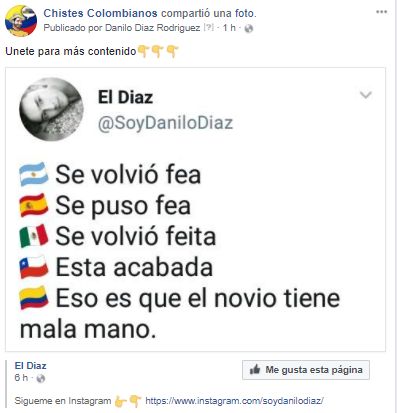 Chistes Colombianos compartió una foto.
Publicado por Danilo Diaz Rodriguez [?] · 1 h ·
Unete para más contenido👇👇👇
El Diaz
@SoyDaniloDiaz
🇦🇷 Se volvió fea
🇪🇸 Se puso fea
🇲🇽 Se volvió feita
🇨🇱 Esta acabada
🇨🇴 Eso es que el novio tiene
mala mano.
El Diaz
6 h ·
Me gusta esta página
Sigueme en Instagram 👉👇 https://www.instagram.com/soydanilodiaz/